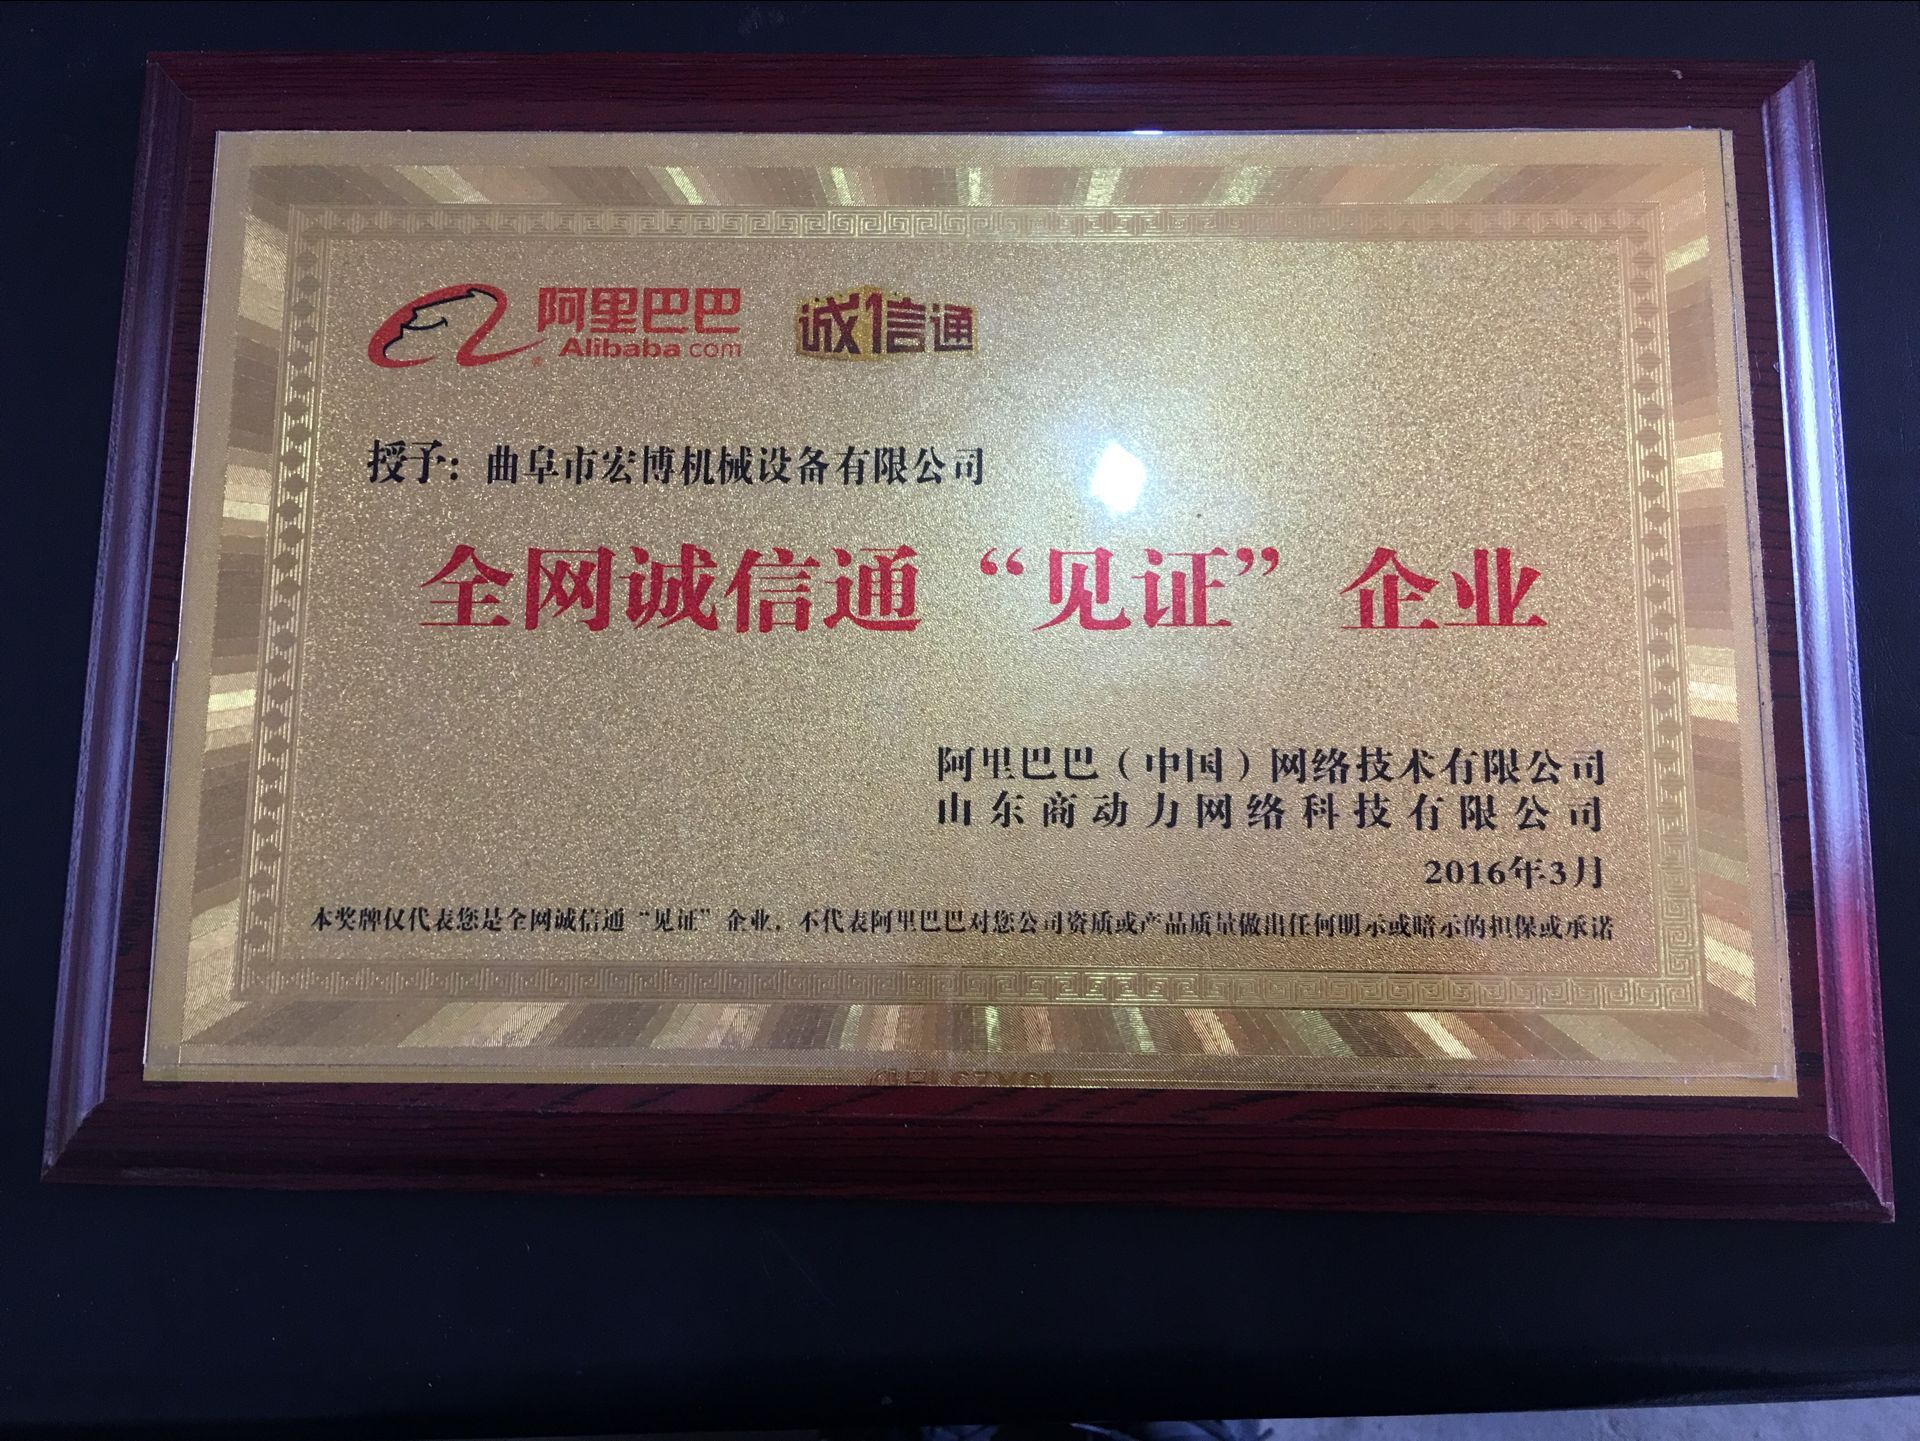 阿里巴巴 诚信通
Alibaba.com
授予：曲阜市宏博机械设备有限公司
全网诚信通“见证”企业
阿里巴巴（中国）网络技术有限公司
山东商动力网络科技有限公司
2016年3月
本奖牌仅代表您是全网诚信通“见证”企业，不代表阿里巴巴对您公司资质或产品质量做出任何明示或暗示的担保或承诺